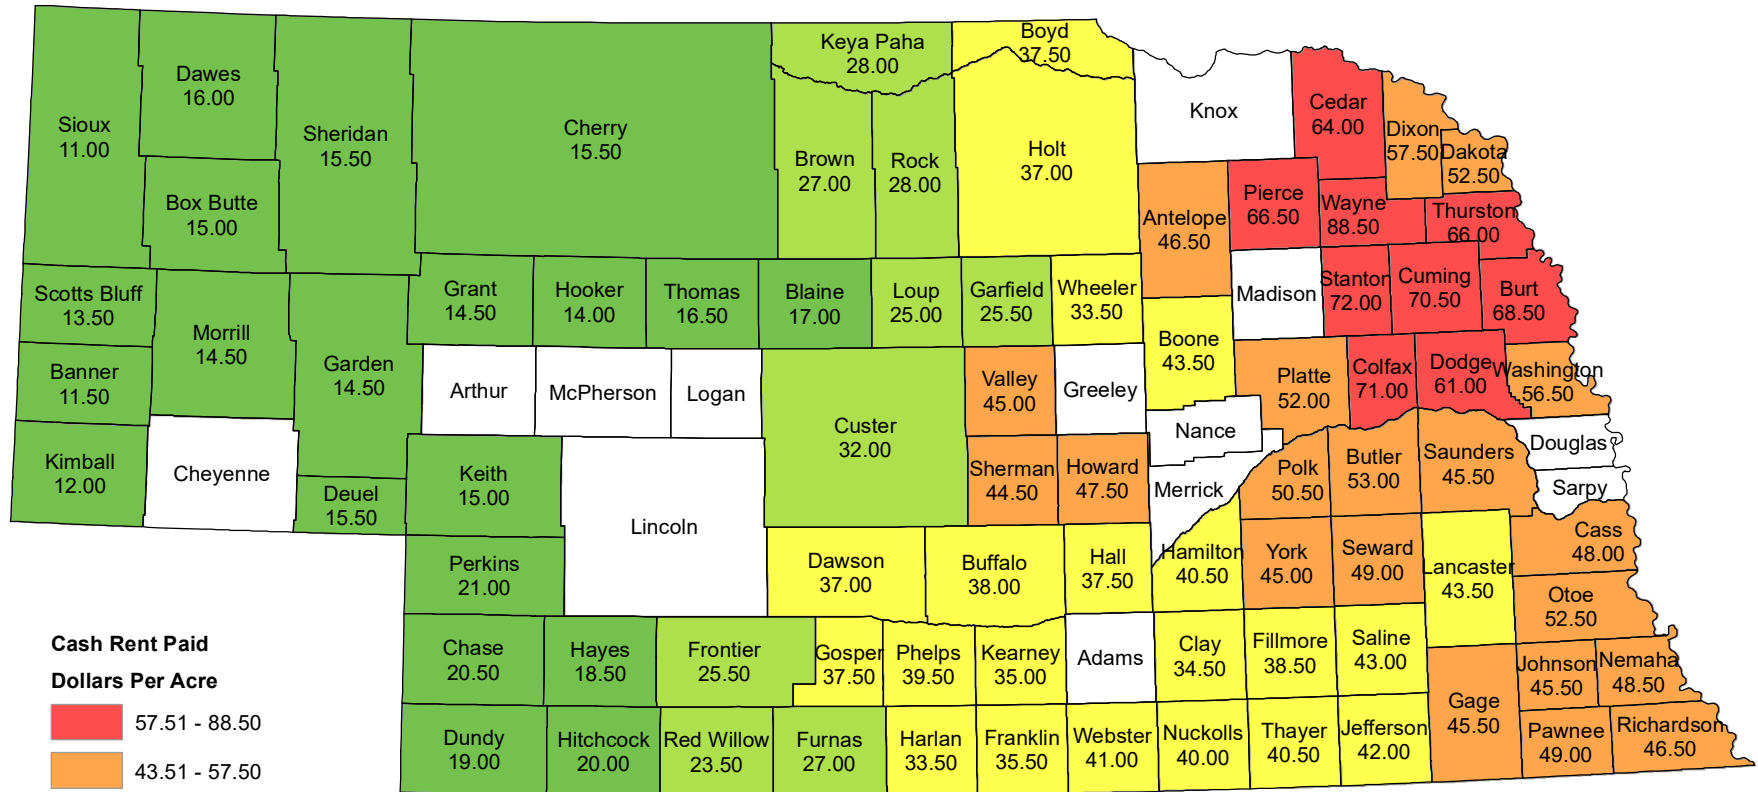 Boyd
37.50
Keya Paha
28.00
Dawes
16.00
Sioux
11.00
Sheridan
15.50
Cherry
15.50
Brown
27.00
Rock
28.00
Holt
37.00
Knox
Cedar
64.00
Dixon
57.50
Dakota
52.50
Box Butte
15.00
Antelope
46.50
Pierce
66.50
Wayne
88.50
Thurston
66.00
Scotts Bluff
13.50
Morrill
14.50
Grant
14.50
Hooker
14.00
Thomas
16.50
Blaine
17.00
Loup
25.00
Garfield
25.50
Wheeler
33.50
Boone
43.50
Madison
Stanton
72.00
Cuming
70.50
Burt
68.50
Banner
11.50
Garden
14.50
Arthur
McPherson
Logan
Custer
32.00
Valley
45.00
Greeley
Platte
52.00
Colfax
71.00
Dodge
61.00
Washington
56.50
Kimball
12.00
Cheyenne
Deuel
15.50
Keith
15.00
Lincoln
Sherman
44.50
Howard
47.50
Nance
Merrick
Polk
50.50
Butler
53.00
Saunders
45.50
Douglas
Sarpy
Perkins
21.00
Dawson
37.00
Buffalo
38.00
Hall
37.50
Hamilton
40.50
York
45.00
Seward
49.00
Lancaster
43.50
Cass
48.00
Otoe
52.50
Chase
20.50
Hayes
18.50
Frontier
25.50
Gosper
37.50
Phelps
39.50
Kearney
35.00
Adams
Clay
34.50
Fillmore
38.50
Saline
43.00
Gage
45.50
Johnson
45.50
Nemaha
48.50
Dundy
19.00
Hitchcock
20.00
Red Willow
23.50
Furnas
27.00
Harlan
33.50
Franklin
35.50
Webster
41.00
Nuckolls
40.00
Thayer
40.50
Jefferson
42.00
Pawnee
49.00
Richardson
46.50
Cash Rent Paid
Dollars Per Acre
57.51 - 88.50
43.51 - 57.50